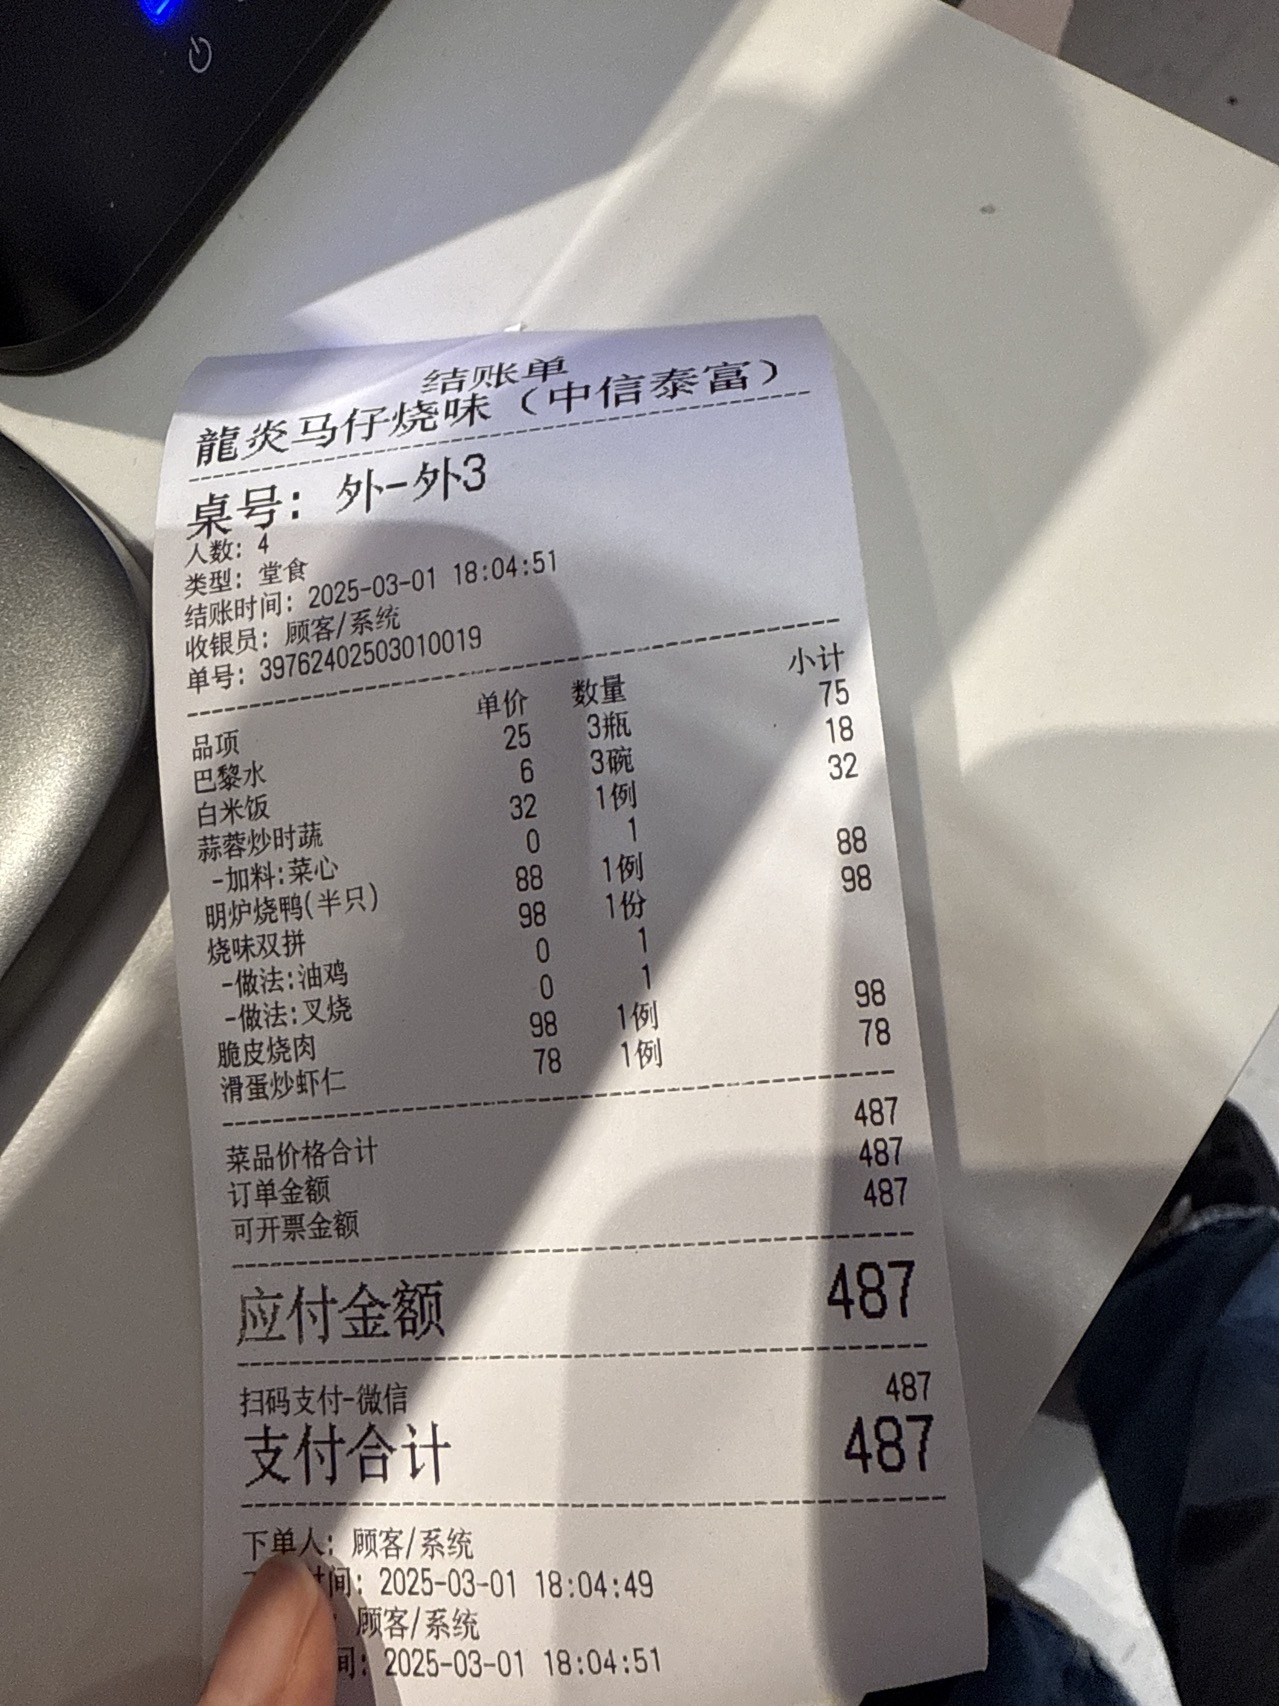 结账单
龍炎马仔烧味（中信泰富）
桌号: 外-外3
人数: 4
类型: 堂食
结账时间: 2025-03-01 18:04:51
收银员: 顾客/系统
单号: 39762402503010019
品项 单价 数量 小计
巴黎水 25 3瓶 75
白米饭 6 3碗 18
蒜蓉炒时蔬 32 1例 32
-加料:菜心 0 1
明炉烧鸭(半只) 88 1例 88
烧味双拼 98 1份 98
-做法:油鸡 0 1
-做法:叉烧 0 1
脆皮烧肉 98 1例 98
滑蛋炒虾仁 78 1例 78
菜品价格合计 487
订单金额 487
可开票金额 487
应付金额 487
扫码支付-微信 487
支付合计 487
下单人: 顾客/系统
间: 2025-03-01 18:04:49
: 顾客/系统
间: 2025-03-01 18:04:51